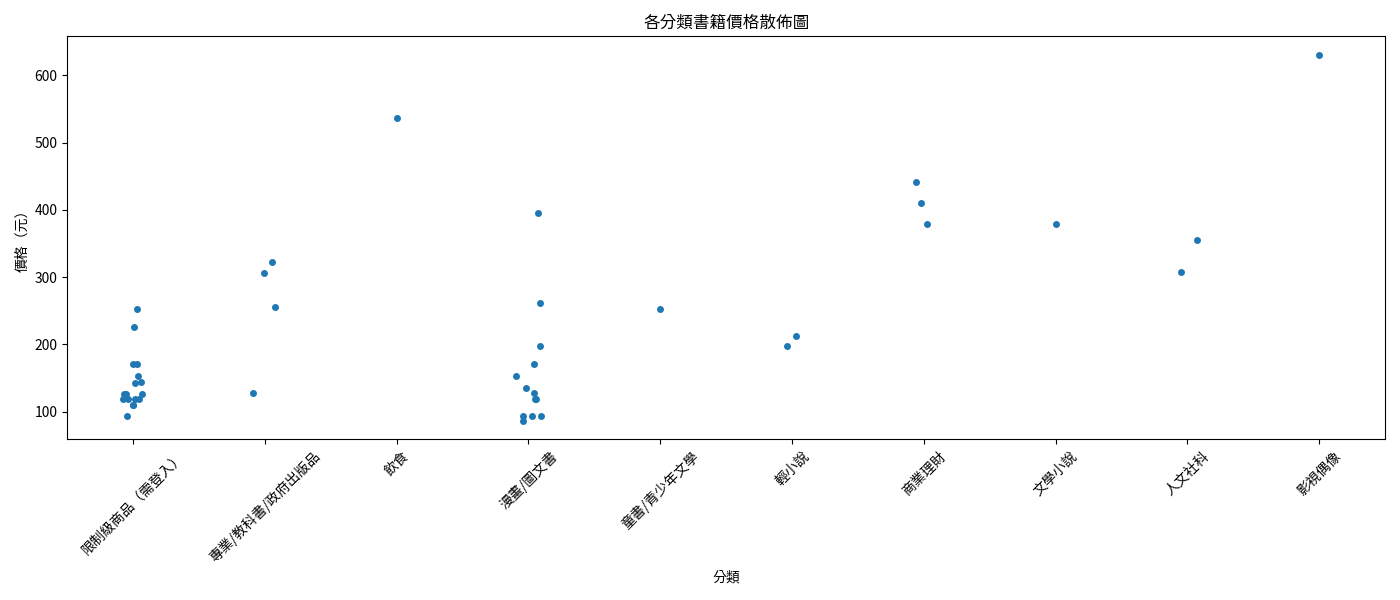 各分類書籍價格散佈圖
價格（元）
600
500
400
300
200
100
限制級商品（需登入）
專業/教科書/政府出版品
飲食
漫畫/圖文書
童書/青少年文學
輕小說
商業理財
文學小說
人文社科
影視偶像
分類